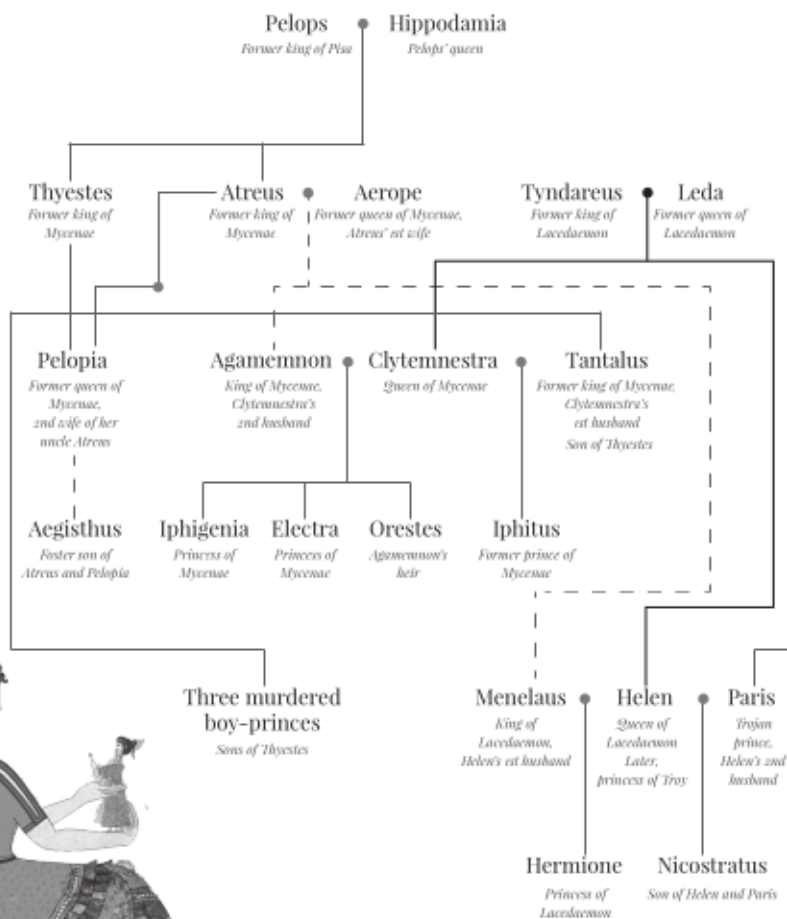 Pelops
Former king of Pisa
Hippodamia
Pelops' queen
Thyestes
Former king of
Mycenae
Atreus
Former king of
Mycenae
Aerope
Former queen of Mycenae,
Atreus' 1st wife
Tyndareus
Former king of
Lacedaemon
Leda
Former queen of
Lacedaemon
Pelopia
Former queen of
Mycenae,
2nd wife of her
uncle Atreus
Agamemnon
King of Mycenae,
Clytemnestra's
2nd husband
Clytemnestra
Queen of Mycenae
Tantalus
Former king of Mycenae,
Clytemnestra's
1st husband
Son of Thyestes
Aegisthus
Foster son of
Atreus and Pelopia
Iphigenia
Princess of
Mycenae
Electra
Princess of
Mycenae
Orestes
Agamemnon's
heir
Iphitus
Former prince of
Mycenae
Three murdered
boy-princes
Sons of Thyestes
Menelaus
King of
Lacedaemon,
Helen's 1st husband
Helen
Queen of
Lacedaemon
Later,
princess of Troy
Paris
Trojan
prince,
Helen's 2nd
husband
Hermione
Princess of
Lacedaemon
Nicostratus
Son of Helen and Paris